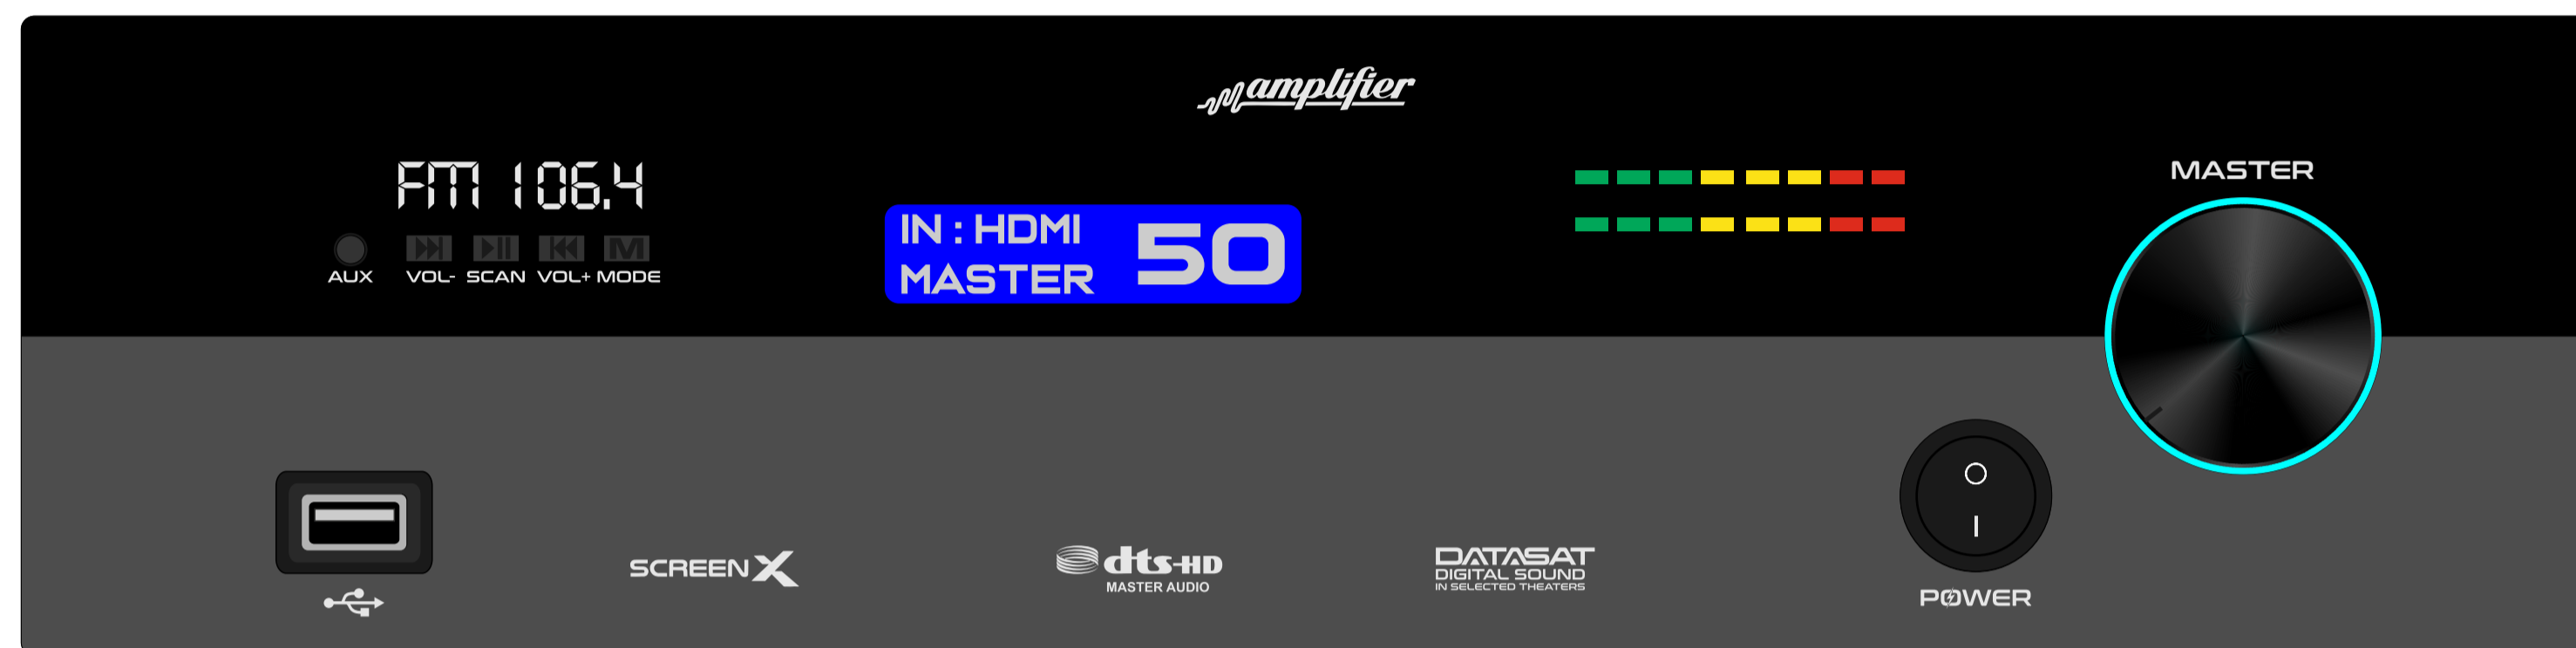 amplifier
FM 106.4
MASTER
IN : HDMI
MASTER
50
M
AUX VOL- SCAN VOL+ MODE
SCREENX
dts-HD
MASTER AUDIO
DATASAT
DIGITAL SOUND
IN SELECTED THEATERS
POWER